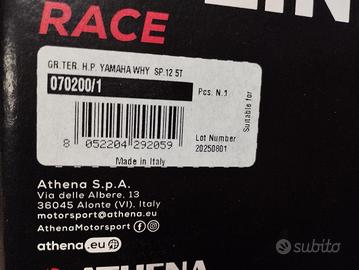 RACE
GR.TER. H.P. YAMAHA WHY SP.12 5T
070200/1
Pcs. N.1
Suitable for
8 052204 292059
Lot Number
20250801
Made in Italy
Athena S.p.A.
Via delle Albere, 13
36045 Alonte (VI), Italy
motorsport@athena.eu
AthenaMotorsport
athena.eu
subito
ATHENA